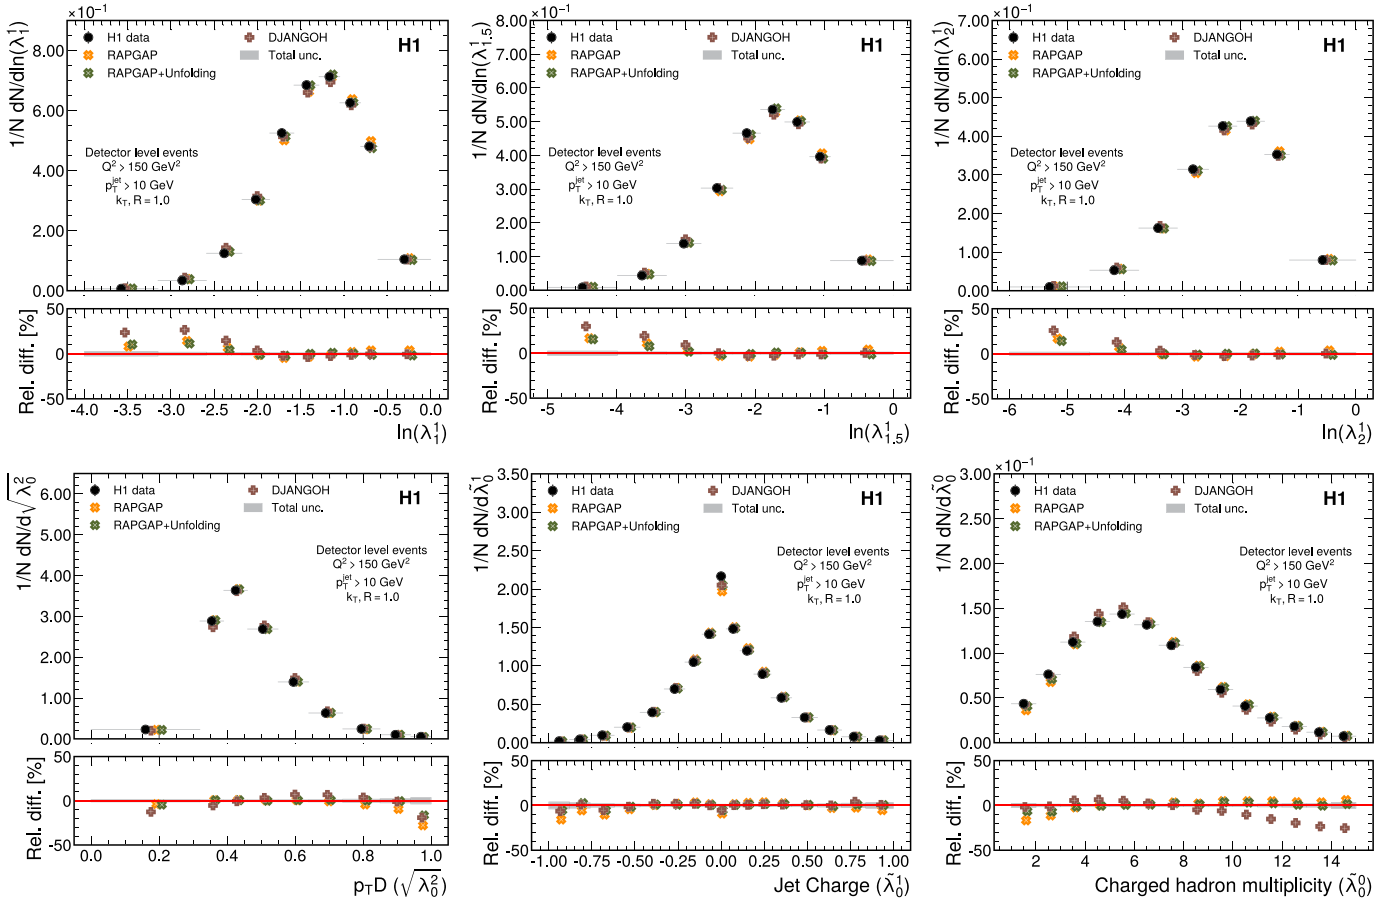 ×10⁻¹
1/N dN/dln(λ₁¹)
8.00
6.00
4.00
2.00
0.00
H1 data
RAPGAP
RAPGAP+Unfolding
DJANGOH
Total unc.
H1
Detector level events
Q² > 150 GeV²
p_T^jet > 10 GeV
k_T, R = 1.0
Rel. diff. [%]
50
0
-50
-4.0 -3.5 -3.0 -2.5 -2.0 -1.5 -1.0 -0.5 0.0
ln(λ₁¹)
×10⁻¹
1/N dN/dln(λ¹₁.₅)
8.00
7.00
6.00
5.00
4.00
3.00
2.00
1.00
0.00
H1 data
RAPGAP
RAPGAP+Unfolding
DJANGOH
Total unc.
H1
Detector level events
Q² > 150 GeV²
p_T^jet > 10 GeV
k_T, R = 1.0
Rel. diff. [%]
50
0
-50
-5 -4 -3 -2 -1 0
ln(λ¹₁.₅)
×10⁻¹
1/N dN/dln(λ₂¹)
7.00
6.00
5.00
4.00
3.00
2.00
1.00
0.00
H1 data
RAPGAP
RAPGAP+Unfolding
DJANGOH
Total unc.
H1
Detector level events
Q² > 150 GeV²
p_T^jet > 10 GeV
k_T, R = 1.0
Rel. diff. [%]
50
0
-50
-6 -5 -4 -3 -2 -1 0
ln(λ₂¹)
1/N dN/d√λ₀²
6.00
5.00
4.00
3.00
2.00
1.00
0.00
H1 data
RAPGAP
RAPGAP+Unfolding
DJANGOH
Total unc.
H1
Detector level events
Q² > 150 GeV²
p_T^jet > 10 GeV
k_T, R = 1.0
Rel. diff. [%]
50
0
-50
0.0 0.2 0.4 0.6 0.8 1.0
p_TD (√λ₀²)
1/N dN/dλ̃₀¹
3.50
3.00
2.50
2.00
1.50
1.00
0.50
0.00
H1 data
RAPGAP
RAPGAP+Unfolding
DJANGOH
Total unc.
H1
Detector level events
Q² > 150 GeV²
p_T^jet > 10 GeV
k_T, R = 1.0
Rel. diff. [%]
50
0
-50
-1.00 -0.75 -0.50 -0.25 0.00 0.25 0.50 0.75 1.00
Jet Charge (λ̃₀¹)
×10⁻¹
1/N dN/dλ̃₀⁰
3.00
2.50
2.00
1.50
1.00
0.50
0.00
H1 data
RAPGAP
RAPGAP+Unfolding
DJANGOH
Total unc.
H1
Detector level events
Q² > 150 GeV²
p_T^jet > 10 GeV
k_T, R = 1.0
Rel. diff. [%]
50
0
-50
2 4 6 8 10 12 14
Charged hadron multiplicity (λ̃₀⁰)